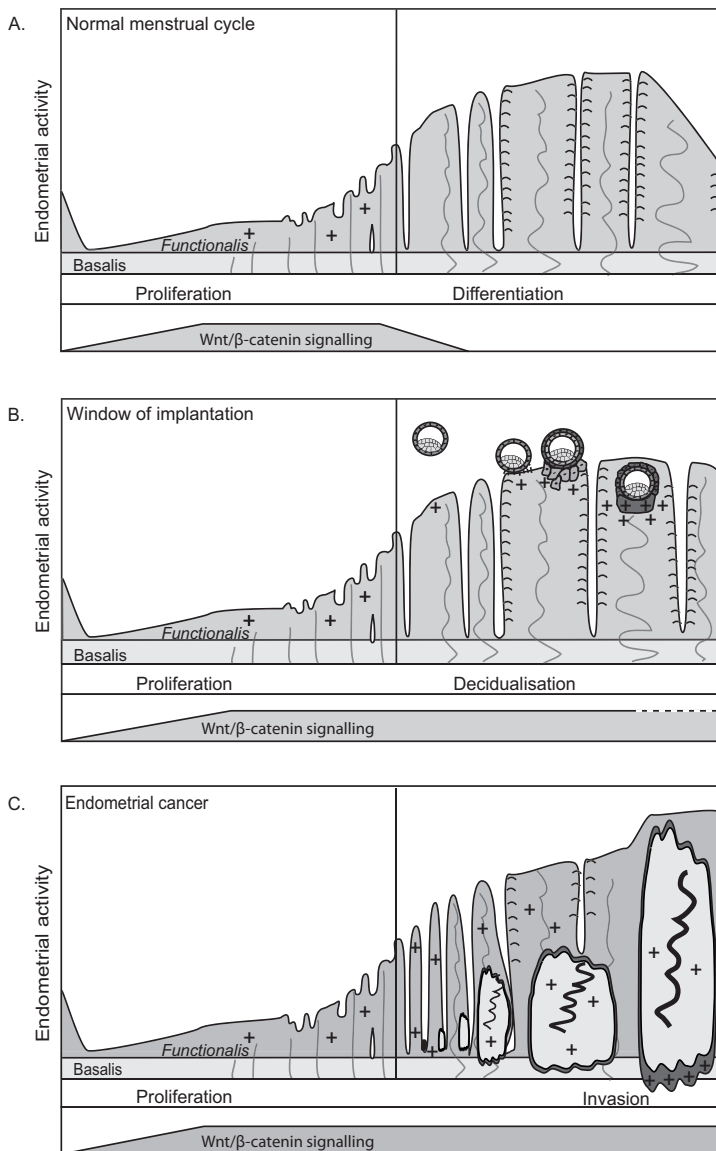 A.
Normal menstrual cycle
Endometrial activity
+ + +
Functionalis
Basalis
Proliferation Differentiation
Wnt/β-catenin signalling
B.
Window of implantation
Endometrial activity
+ + + + + + + + + + + + +
Functionalis
Basalis
Proliferation Decidualisation
Wnt/β-catenin signalling
C.
Endometrial cancer
Endometrial activity
+ + + + + + + + + + + + + + + + + + +
Functionalis
Basalis
Proliferation Invasion
Wnt/β-catenin signalling